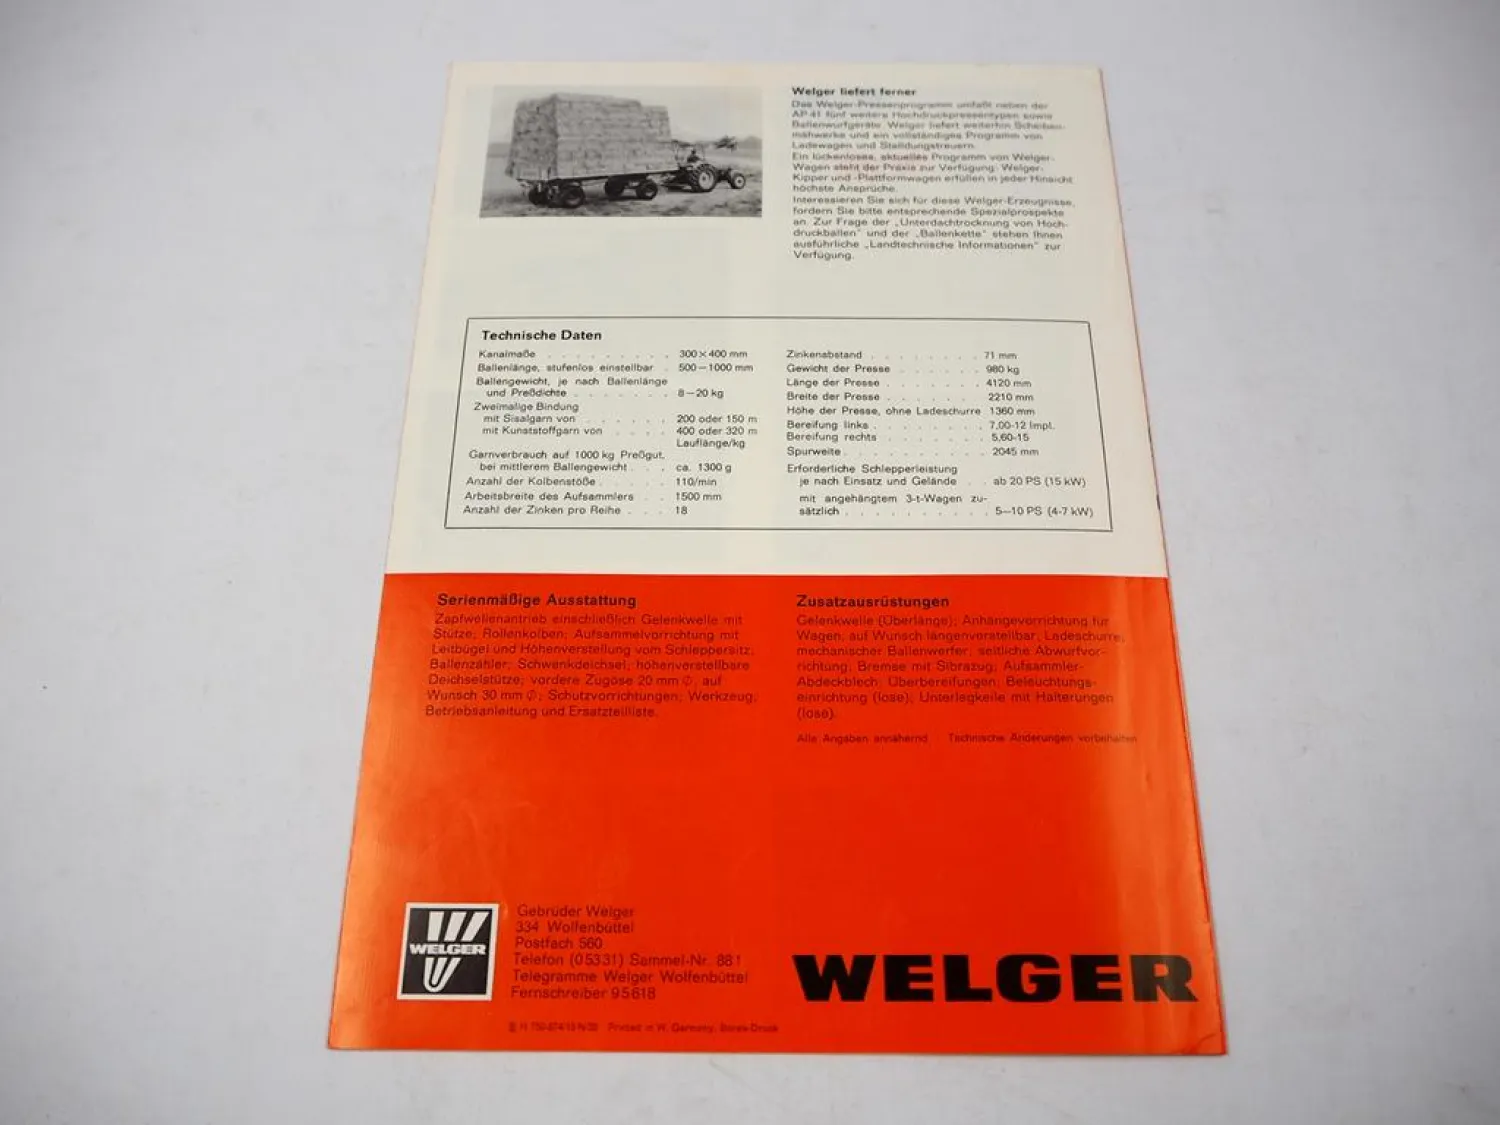 Welger liefert ferner
Das Welger-Pressenprogramm umfaßt neben der
AP 41 fünf weitere Hochdruckpressentypen sowie
Ballenwurfgeräte. Welger liefert weiterhin Scheiben-
mähwerke und ein vollständiges Programm von
Ladewagen und Stalldungstreuern.
Ein lückenloses, aktuelles Programm von Welger-
Wagen steht der Praxis zur Verfügung. Welger-
Kipper und -Plattformwagen erfüllen in jeder Hinsicht
höchste Ansprüche.
Interessieren Sie sich für diese Welger-Erzeugnisse,
fordern Sie bitte entsprechende Spezialprospekte
an. Zur Frage der „Unterdachtrocknung von Hoch-
druckballen" und der „Ballenkette" stehen Ihnen
ausführliche „Landtechnische Informationen" zur
Verfügung.
Technische Daten
Kanalmaße . . . . . . . . . 300 × 400 mm
Ballenlänge, stufenlos einstellbar . 500 – 1000 mm
Ballengewicht, je nach Ballenlänge
und Preßdichte . . . . . . . 8 – 20 kg
Zweimalige Bindung
mit Sisalgarn von . . . . . . 200 oder 150 m
mit Kunststoffgarn von . . . . 400 oder 320 m
Lauflänge/kg
Garnverbrauch auf 1000 kg Preßgut,
bei mittlerem Ballengewicht . . . ca. 1300 g
Anzahl der Kolbenstöße . . . . . 110/min
Arbeitsbreite des Aufsammlers . . 1500 mm
Anzahl der Zinken pro Reihe . . . 18
Zinkenabstand . . . . . . . . 71 mm
Gewicht der Presse . . . . . . 980 kg
Länge der Presse . . . . . . . 4120 mm
Breite der Presse . . . . . . 2210 mm
Höhe der Presse, ohne Ladeschurre 1360 mm
Bereifung links . . . . . . . . 7,00-12 Impl.
Bereifung rechts . . . . . . . 5,60-15
Spurweite . . . . . . . . . . 2045 mm
Erforderliche Schlepperleistung
je nach Einsatz und Gelände . . ab 20 PS (15 kW)
mit angehängtem 3-t-Wagen zu-
sätzlich . . . . . . . . . . 5–10 PS (4-7 kW)
Serienmäßige Ausstattung
Zapfwellenantrieb einschließlich Gelenkwelle mit
Stütze; Rollenkolben; Aufsammelvorrichtung mit
Leitbügel und Höhenverstellung vom Schleppersitz;
Ballenzähler; Schwenkdeichsel; höhenverstellbare
Deichselstütze; vordere Zugöse 20 mm ∅, auf
Wunsch 30 mm ∅; Schutzvorrichtungen; Werkzeug,
Betriebsanleitung und Ersatzteilliste.
Zusatzausrüstungen
Gelenkwelle (Überlänge); Anhängevorrichtung für
Wagen, auf Wunsch längenverstellbar; Ladeschurre,
mechanischer Ballenwerfer; seitliche Abwurfvor-
richtung; Bremse mit Sibrazug; Aufsammler-
Abdeckblech; Überbereifungen; Beleuchtungs-
einrichtung (lose); Unterlegkeile mit Halterungen
(lose).
Alle Angaben annähernd. Technische Änderungen vorbehalten
WELGER
Gebrüder Welger
334 Wolfenbüttel
Postfach 560
Telefon (05331) Sammel-Nr. 881
Telegramme Welger Wolfenbüttel
Fernschreiber 95618
WELGER
Printed in W. Germany,